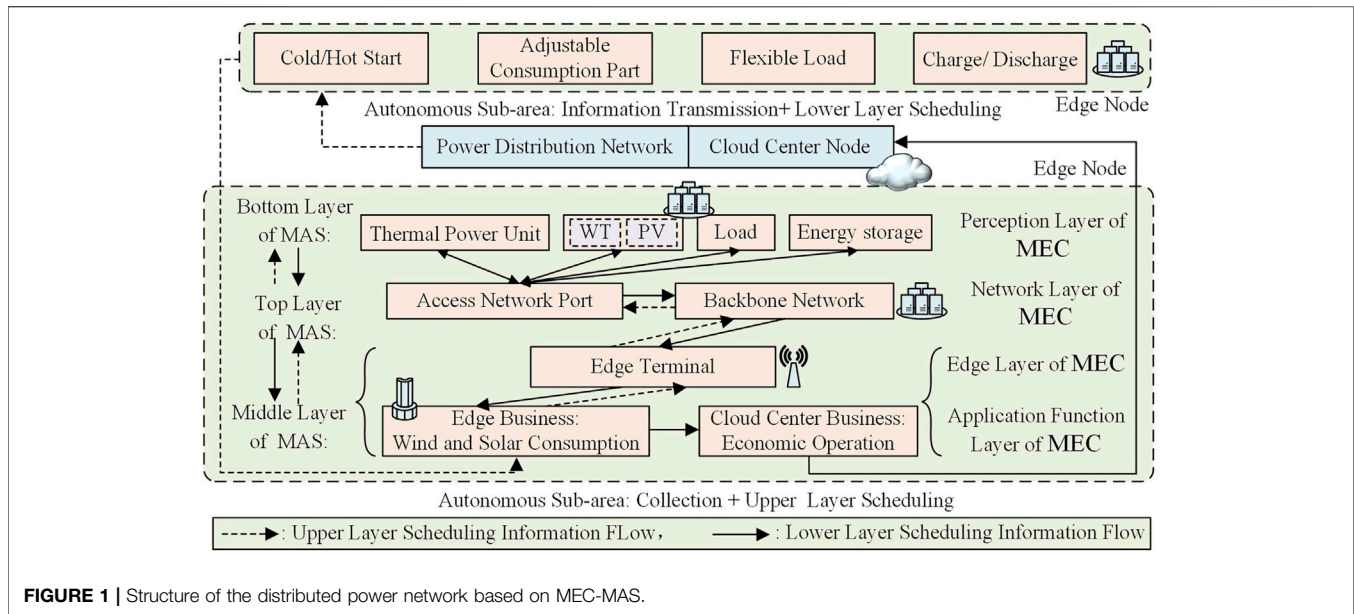 Cold/Hot Start
Adjustable
Consumption Part
Flexible Load
Charge/ Discharge
Edge Node
Autonomous Sub-area: Information Transmission+ Lower Layer Scheduling
Power Distribution Network
Cloud Center Node
Edge Node
Bottom Layer
of MAS:
Thermal Power Unit
WT
PV
Load
Energy storage
Perception Layer of
MEC
Top Layer
of MAS:
Access Network Port
Backbone Network
Network Layer of
MEC
Edge Terminal
Edge Layer of MEC
Middle Layer
of MAS:
Edge Business:
Wind and Solar Consumption
Cloud Center Business:
Economic Operation
Application Function
Layer of MEC
Autonomous Sub-area: Collection + Upper Layer Scheduling
: Upper Layer Scheduling Information FLow,
: Lower Layer Scheduling Information Flow
FIGURE 1 | Structure of the distributed power network based on MEC-MAS.